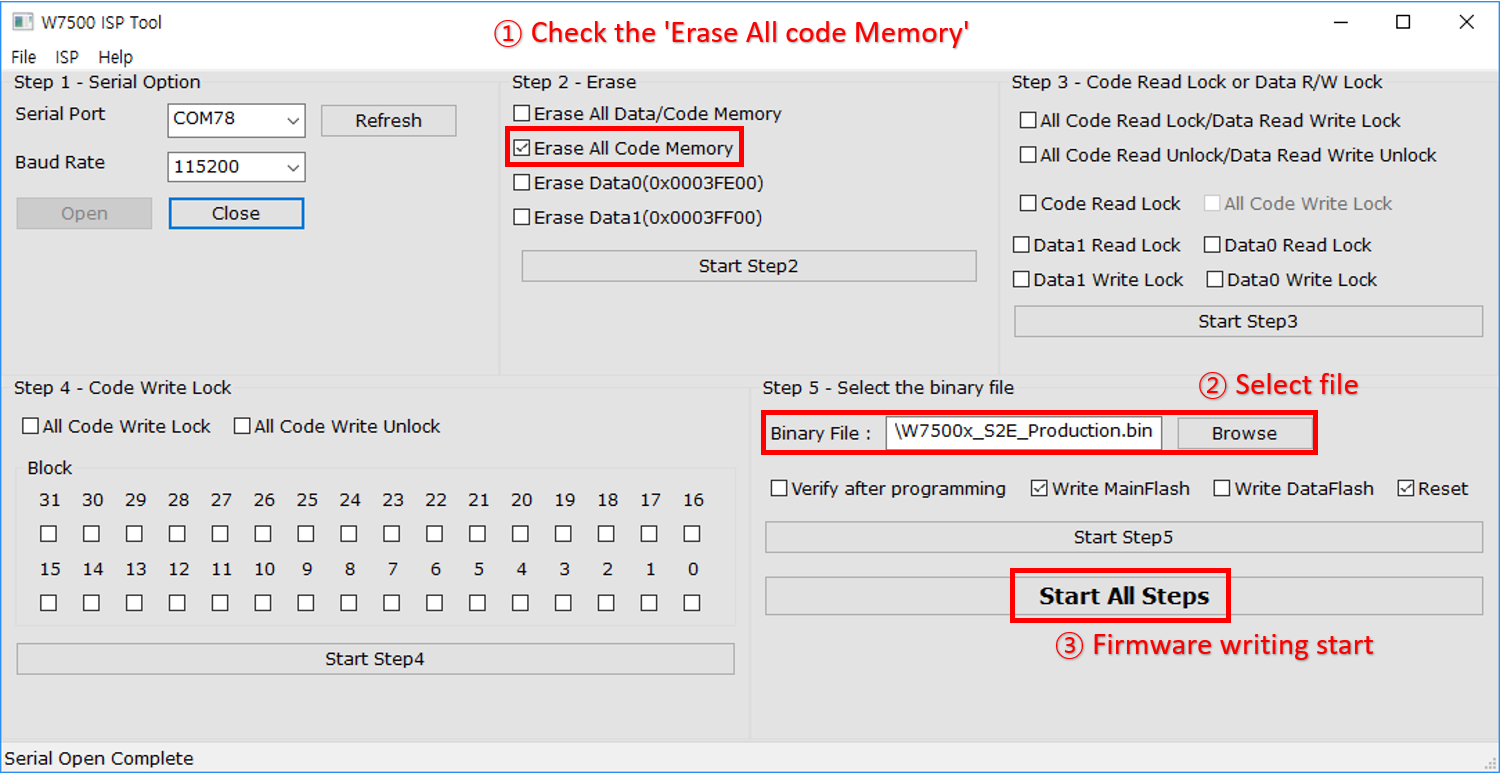 W7500 ISP Tool
① Check the 'Erase All code Memory'
File ISP Help
Step 1 - Serial Option
Serial Port COM78 Refresh
Baud Rate 115200
Open Close
Step 2 - Erase
Erase All Data/Code Memory
Erase All Code Memory
Erase Data0(0x0003FE00)
Erase Data1(0x0003FF00)
Start Step2
Step 3 - Code Read Lock or Data R/W Lock
All Code Read Lock/Data Read Write Lock
All Code Read Unlock/Data Read Write Unlock
Code Read Lock All Code Write Lock
Data1 Read Lock Data0 Read Lock
Data1 Write Lock Data0 Write Lock
Start Step3
Step 4 - Code Write Lock
All Code Write Lock All Code Write Unlock
Block
31 30 29 28 27 26 25 24 23 22 21 20 19 18 17 16
15 14 13 12 11 10 9 8 7 6 5 4 3 2 1 0
Start Step4
Step 5 - Select the binary file
② Select file
Binary File : \W7500x_S2E_Production.bin Browse
Verify after programming Write MainFlash Write DataFlash Reset
Start Step5
Start All Steps
③ Firmware writing start
Serial Open Complete